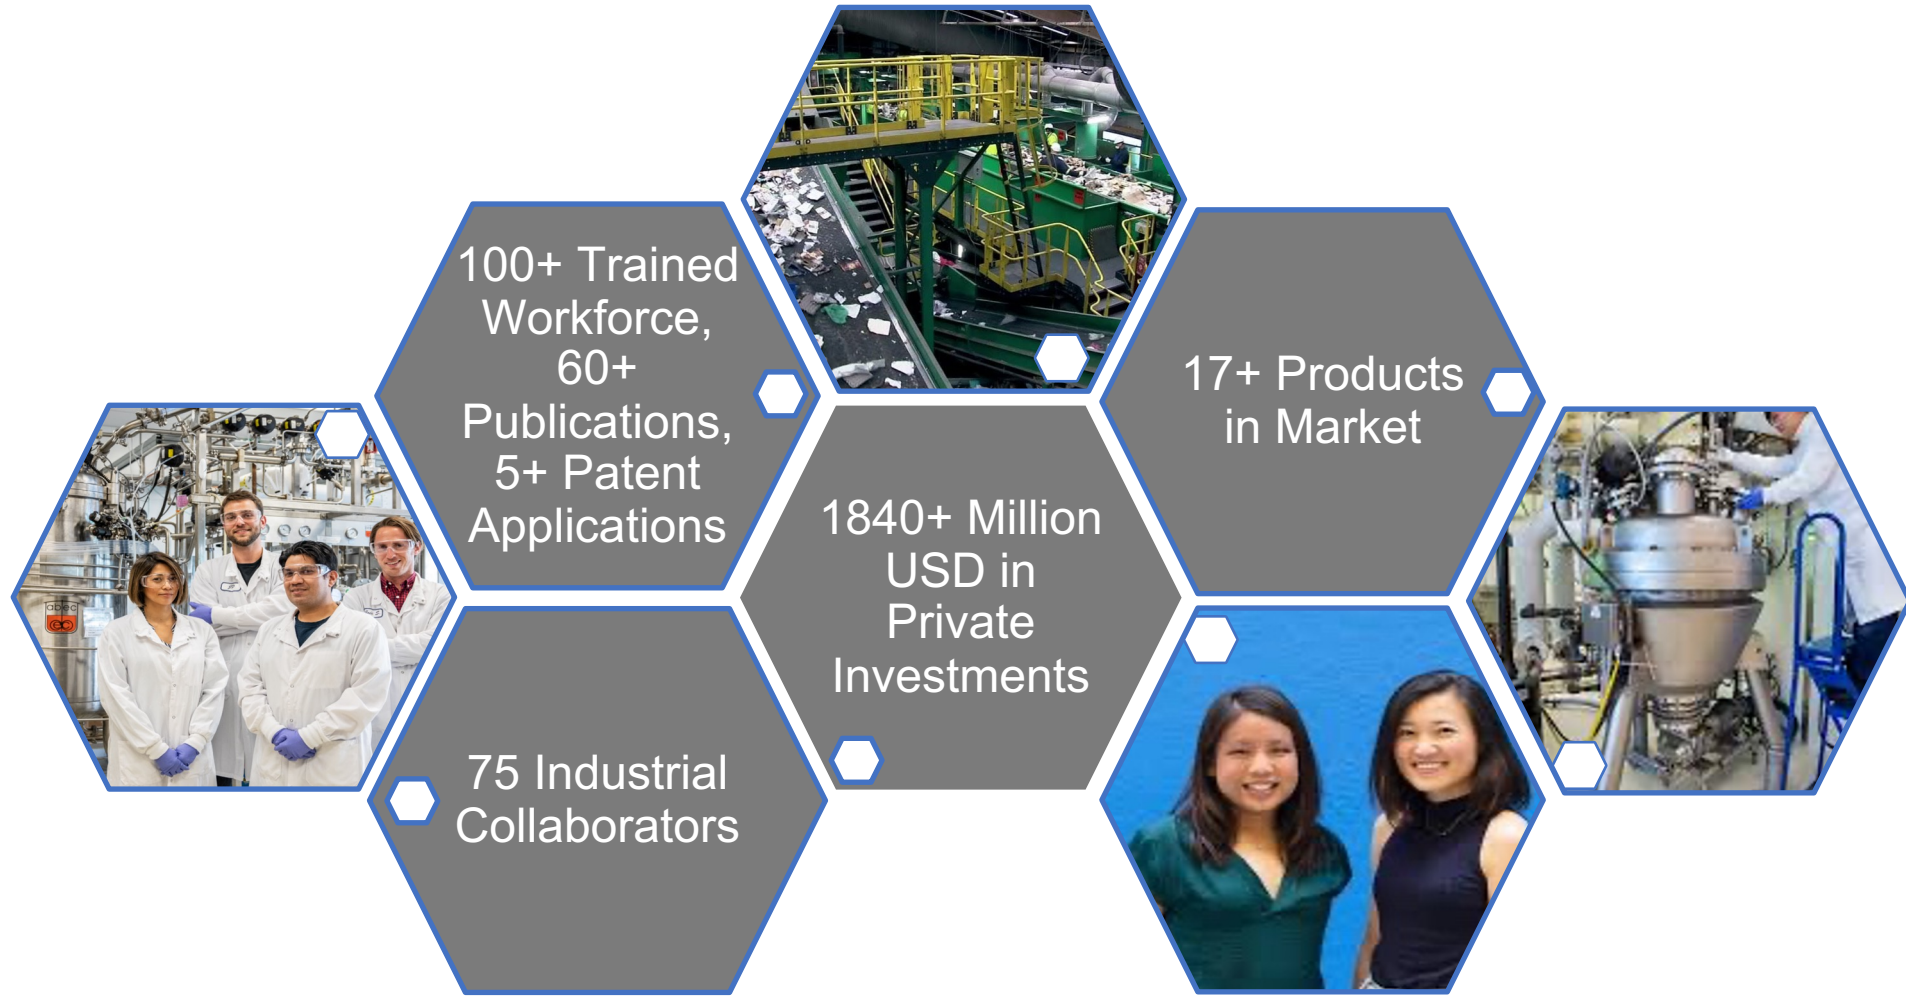 100+ Trained
Workforce,
60+
Publications,
5+ Patent
Applications
17+ Products
in Market
1840+ Million
USD in
Private
Investments
75 Industrial
Collaborators
abec